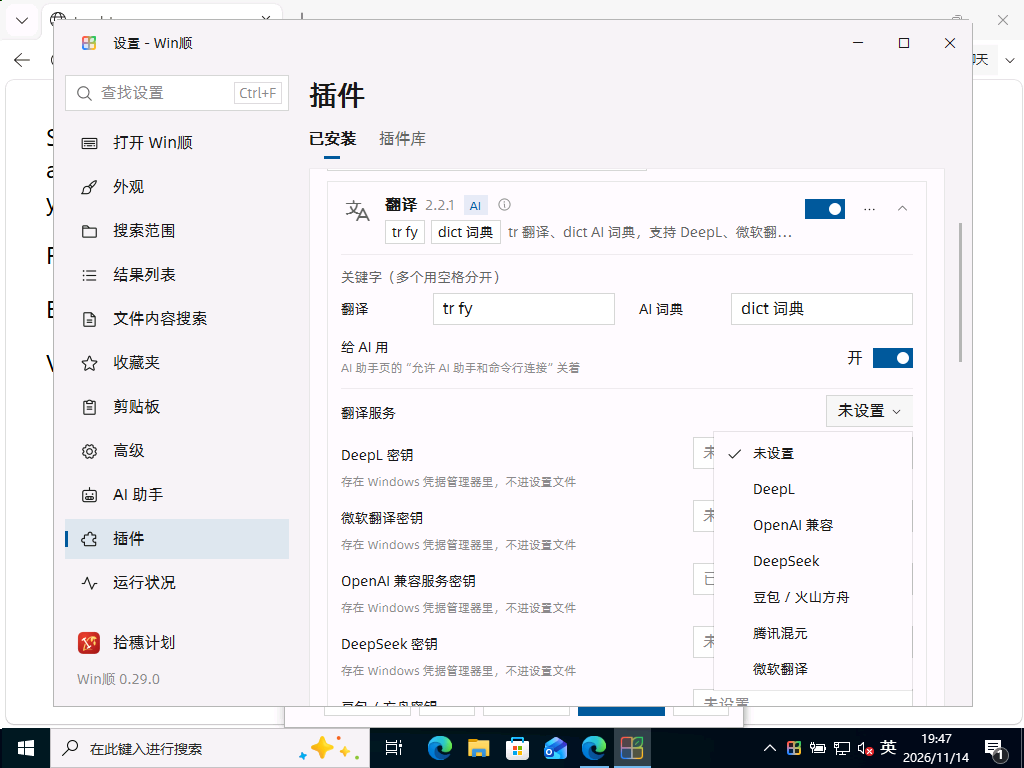 设置 - Win顺
查找设置
Ctrl+F
打开 Win顺
外观
搜索范围
结果列表
文件内容搜索
收藏夹
剪贴板
高级
AI 助手
插件
运行状况
拾穗计划
Win顺 0.29.0
插件
已安装
插件库
翻译 2.2.1 AI
tr fy
dict 词典
tr 翻译、dict AI 词典，支持 DeepL、微软翻…
关键字（多个用空格分开）
翻译
tr fy
AI 词典
dict 词典
给 AI 用
AI 助手页的 "允许 AI 助手和命令行连接" 关着
开
翻译服务
未设置
DeepL 密钥
存在 Windows 凭据管理器里，不进设置文件
微软翻译密钥
存在 Windows 凭据管理器里，不进设置文件
OpenAI 兼容服务密钥
存在 Windows 凭据管理器里，不进设置文件
DeepSeek 密钥
存在 Windows 凭据管理器里，不进设置文件
豆包 / 方舟密钥
未设置
未设置
DeepL
OpenAI 兼容
DeepSeek
豆包 / 火山方舟
腾讯混元
微软翻译
在此键入进行搜索
英
19:47
2026/11/14
1